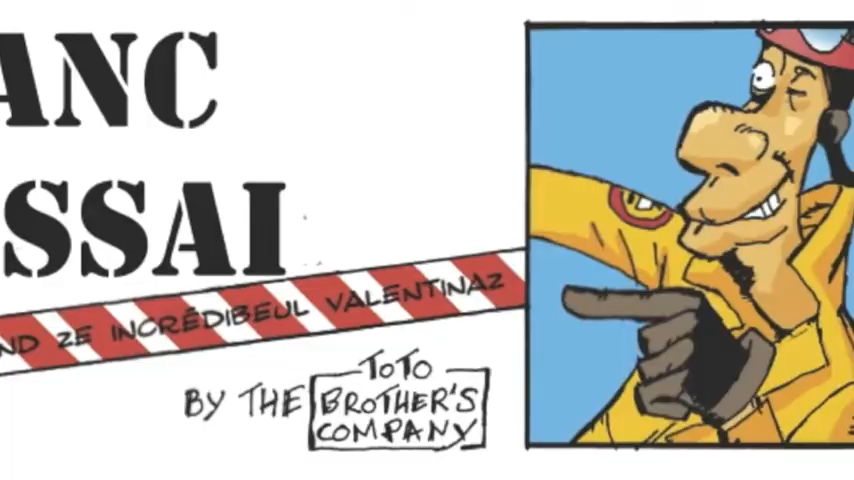 ANC
SSAI
ND ZE INCRÉDIBEUL VALENTINAZ
BY THE TOTO
BROTHER'S
COMPANY